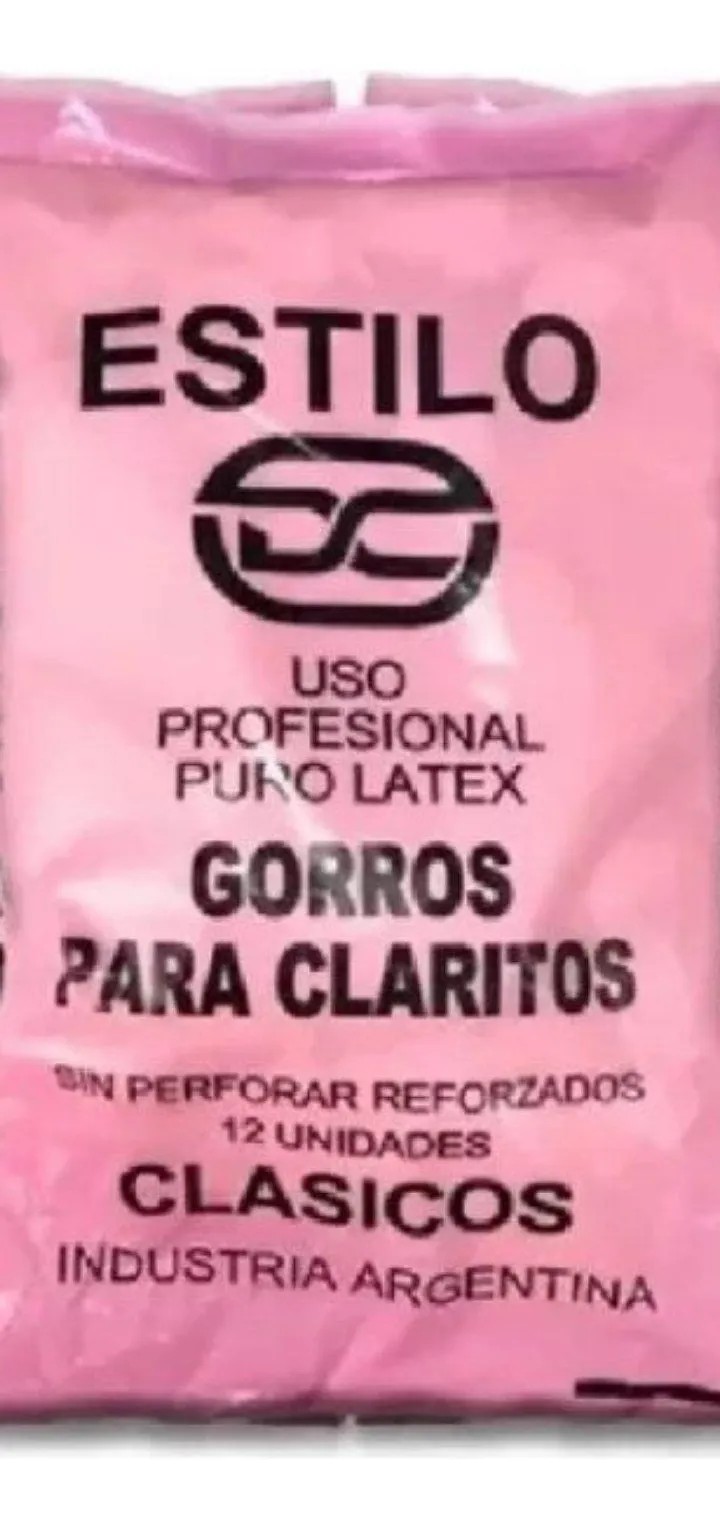 ESTILO
USO
PROFESIONAL
PURO LATEX
GORROS
PARA CLARITOS
SIN PERFORAR REFORZADOS
12 UNIDADES
CLASICOS
INDUSTRIA ARGENTINA